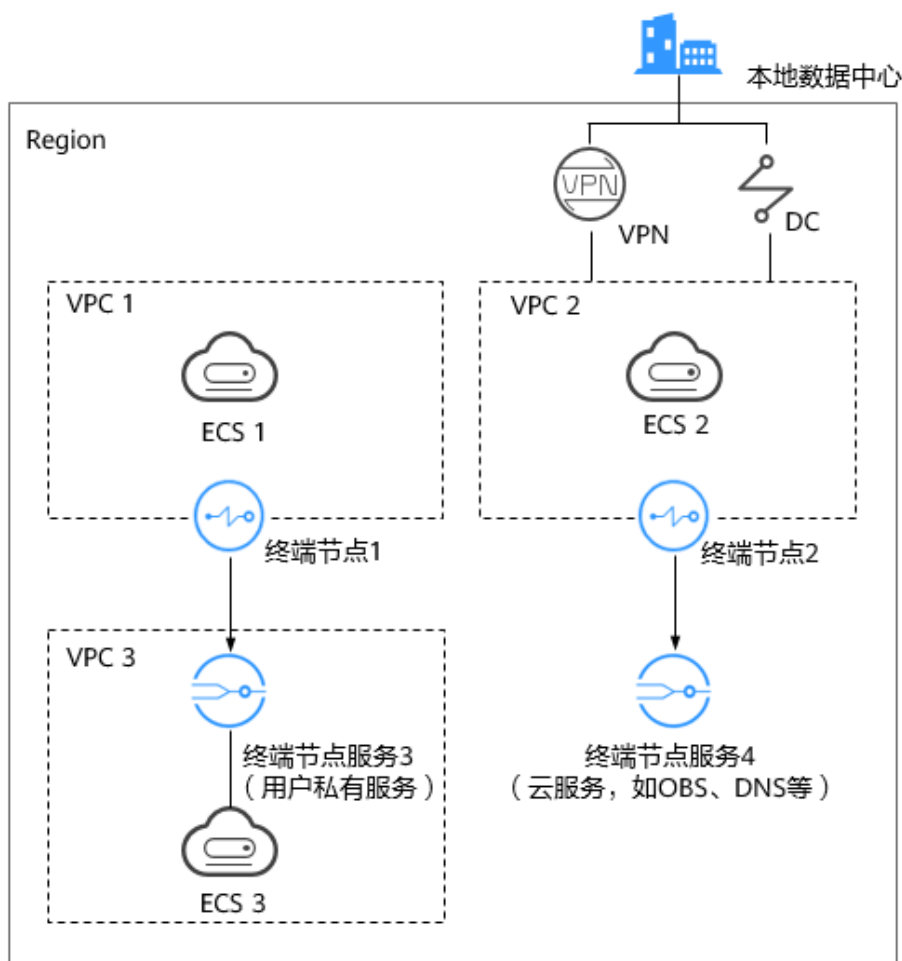 本地数据中心
Region
VPN
VPN
DC
VPC 1
VPC 2
ECS 1
ECS 2
终端节点1
终端节点2
VPC 3
终端节点服务3
（用户私有服务）
终端节点服务4
（云服务，如OBS、DNS等）
ECS 3